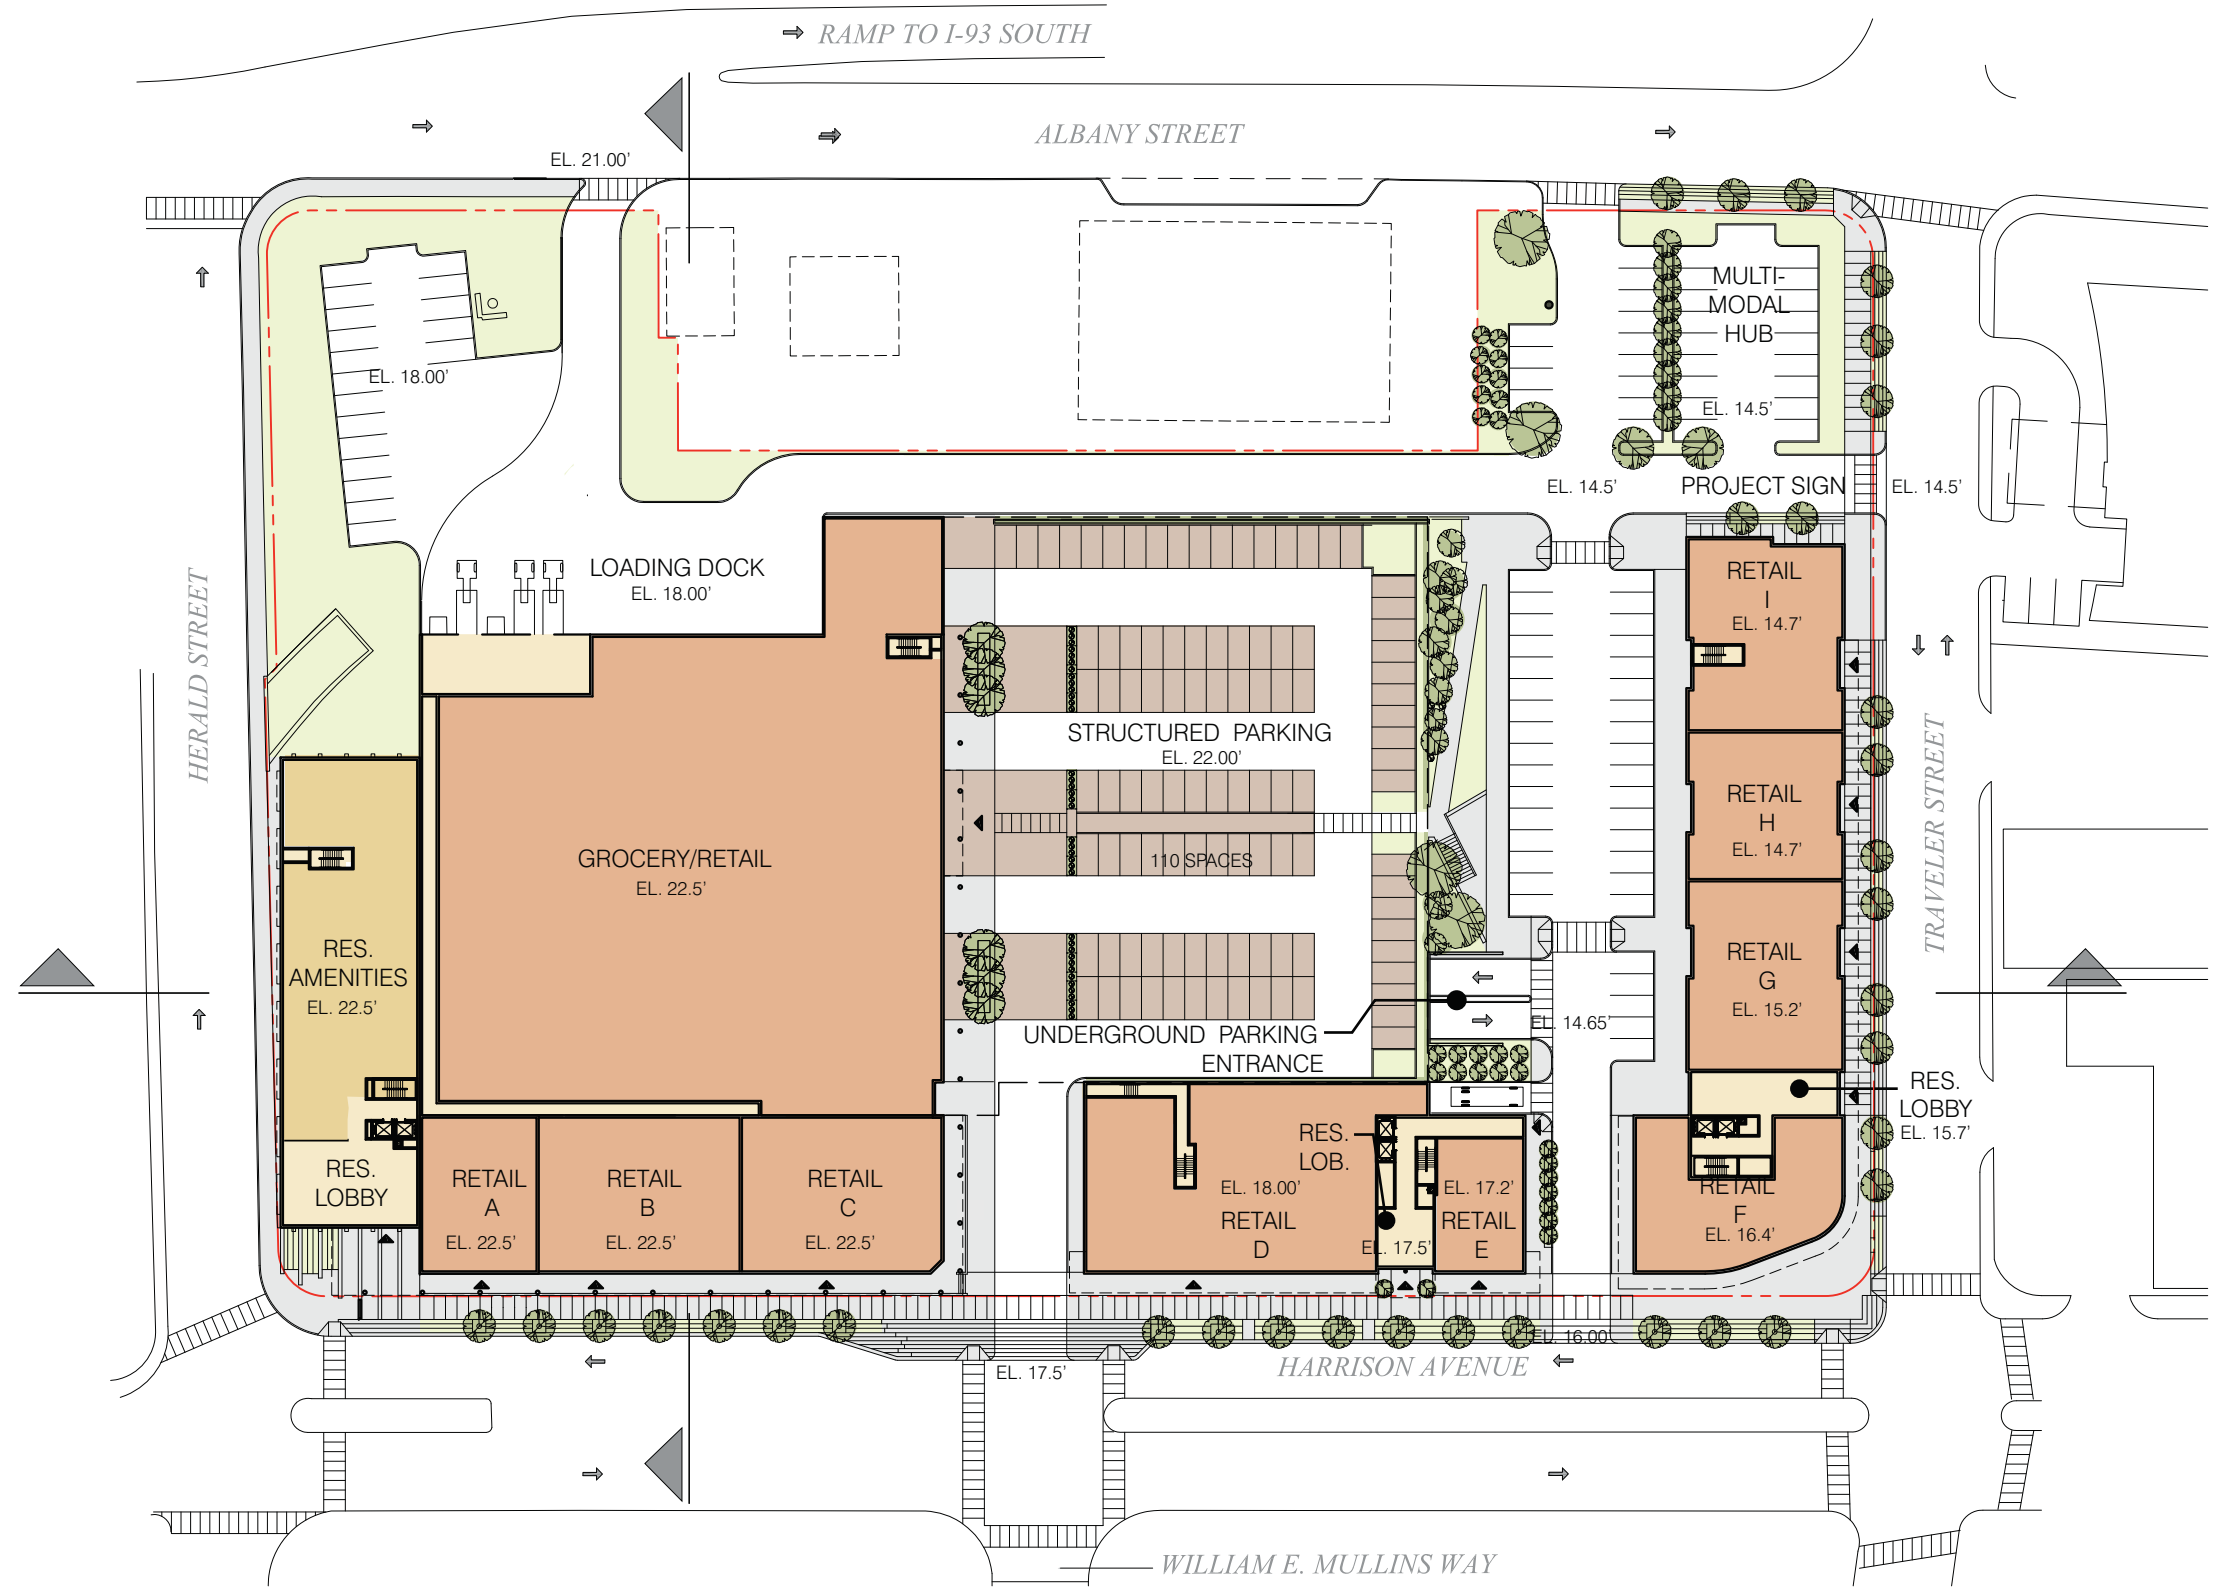 RAMP TO I-93 SOUTH
ALBANY STREET
EL. 21.00'
MULTI-
MODAL
HUB
EL. 14.5'
EL. 18.00'
EL. 14.5'
PROJECT SIGN
EL. 14.5'
LOADING DOCK
EL. 18.00'
HERALD STREET
RETAIL
I
EL. 14.7'
STRUCTURED PARKING
EL. 22.00'
TRAVELER STREET
RETAIL
H
EL. 14.7'
GROCERY/RETAIL
EL. 22.5'
110 SPACES
RES.
AMENITIES
EL. 22.5'
RETAIL
G
EL. 15.2'
UNDERGROUND PARKING
ENTRANCE
EL. 14.65'
RES.
LOBBY
EL. 15.7'
RES.
LOBBY
RETAIL
A
EL. 22.5'
RETAIL
B
EL. 22.5'
RETAIL
C
EL. 22.5'
RES.
LOB.
EL. 18.00'
RETAIL
D
EL. 17.5'
EL. 17.2'
RETAIL
E
RETAIL
F
EL. 16.4'
EL. 16.00'
EL. 17.5'
HARRISON AVENUE
WILLIAM E. MULLINS WAY